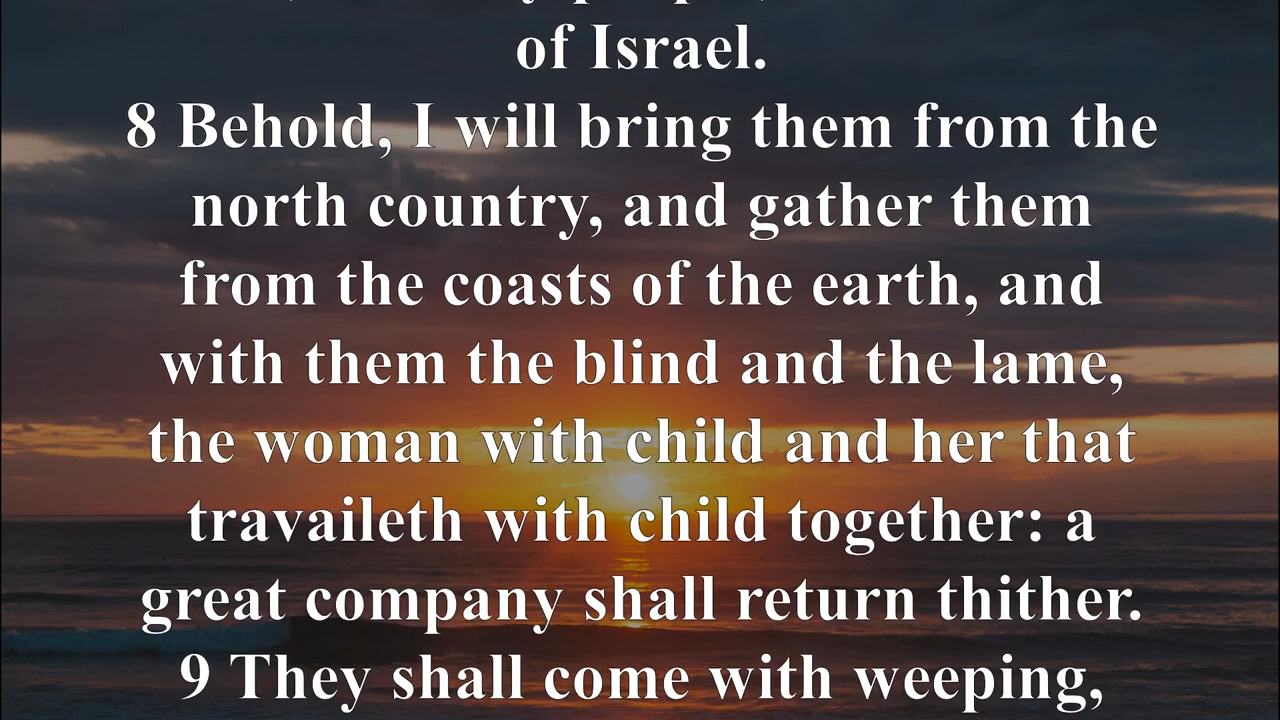 of Israel.
8 Behold, I will bring them from the
north country, and gather them
from the coasts of the earth, and
with them the blind and the lame,
the woman with child and her that
travaileth with child together: a
great company shall return thither.
9 They shall come with weeping,